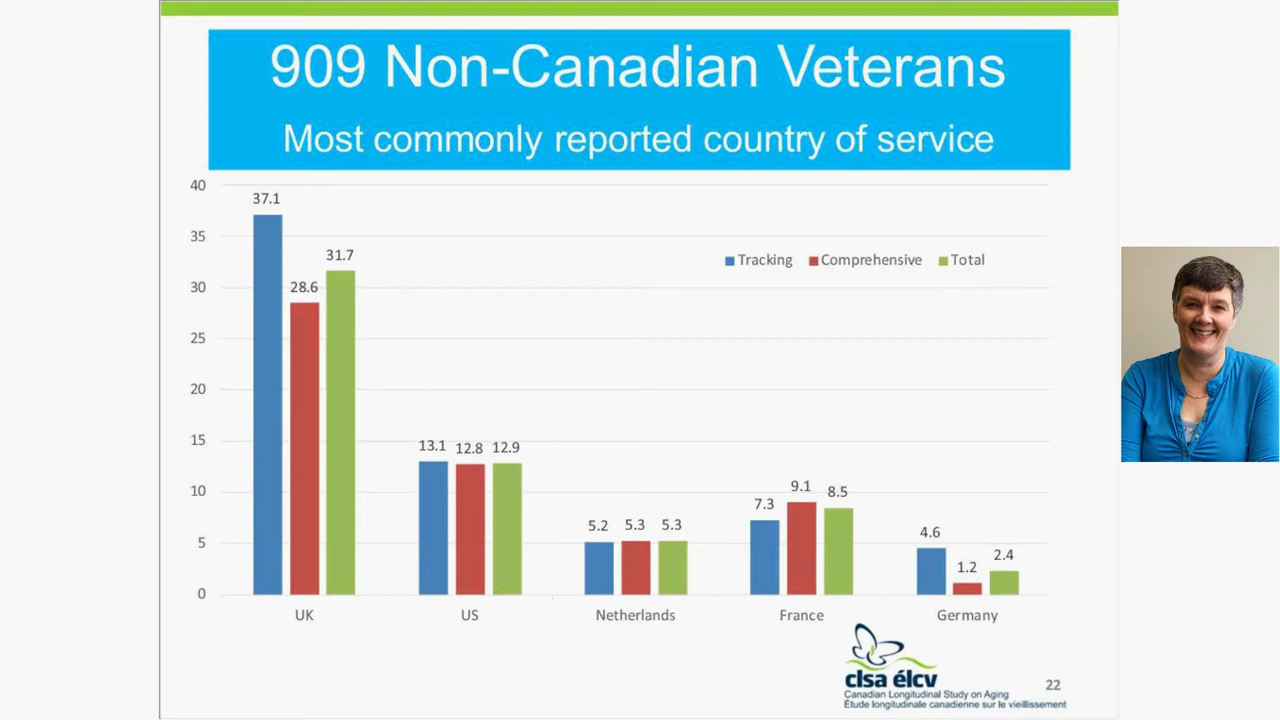 909 Non-Canadian Veterans
Most commonly reported country of service
40
35
30
25
20
15
10
5
0
Tracking Comprehensive Total
37.1 28.6 31.7
13.1 12.8 12.9
5.2 5.3 5.3
7.3 9.1 8.5
4.6 1.2 2.4
UK US Netherlands France Germany
clsa élcv
Canadian Longitudinal Study on Aging
Étude longitudinale canadienne sur le vieillissement
22